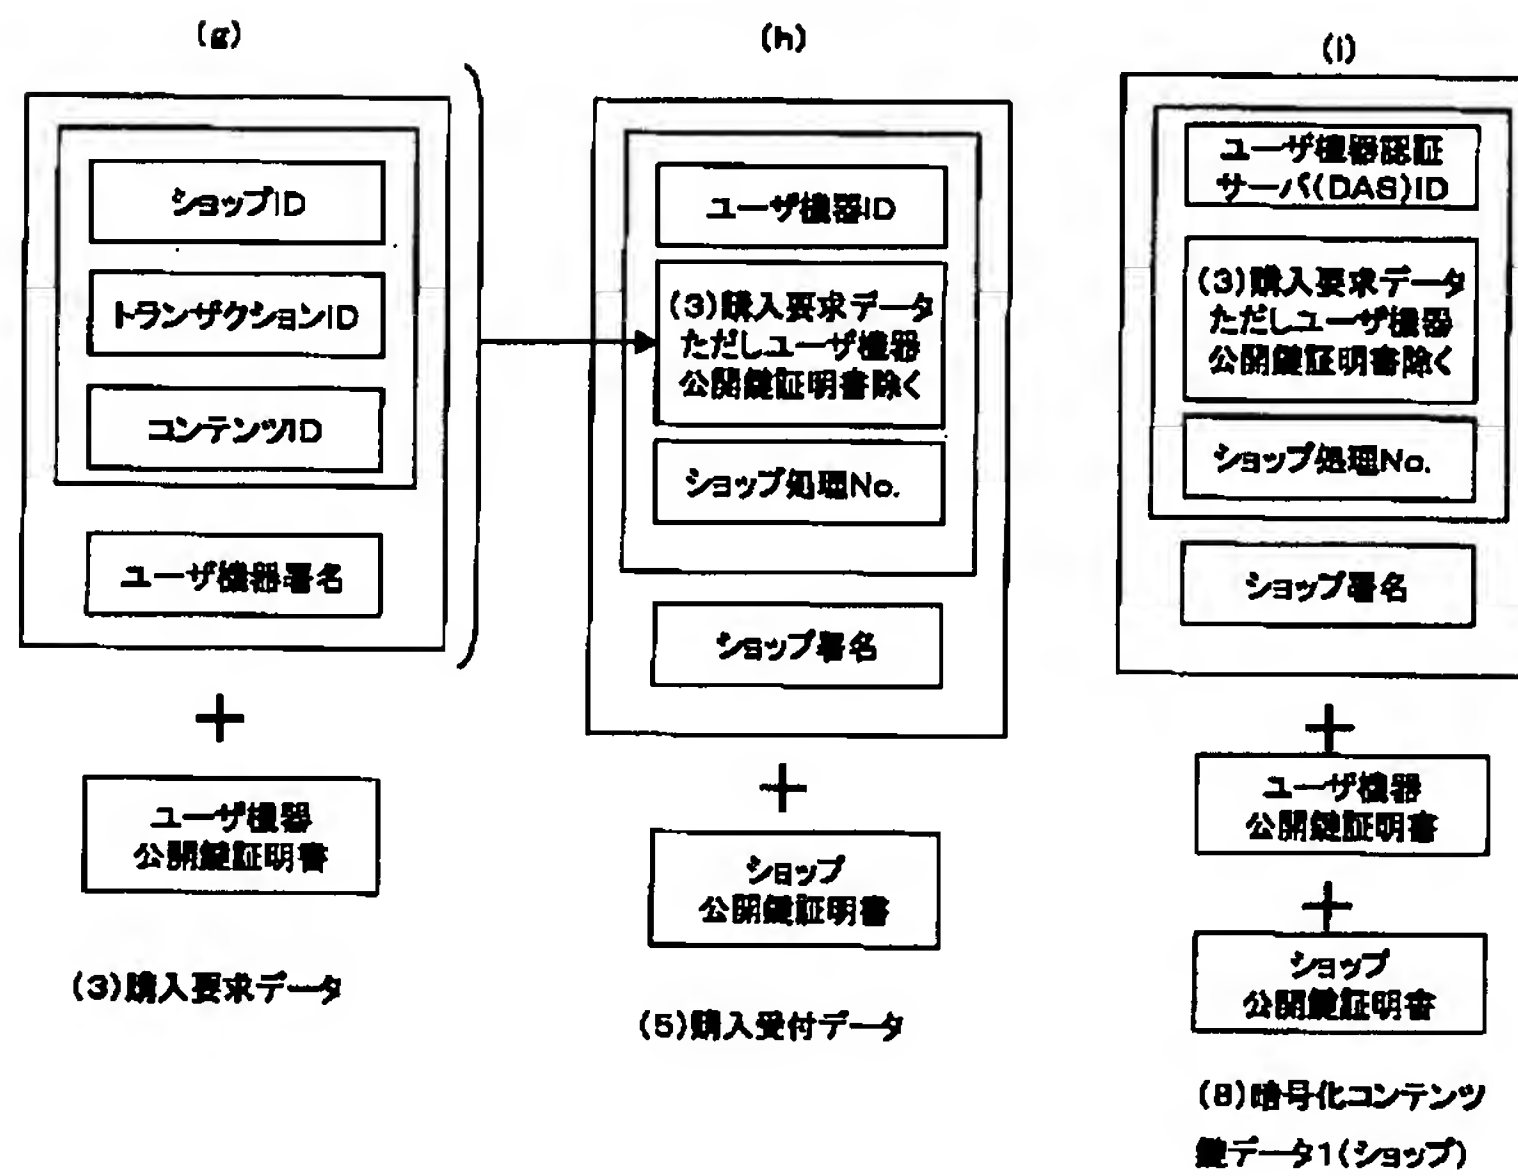 (g)
ショップID
トランザクションID
コンテンツID
ユーザ機器署名
+
ユーザ機器
公開鍵証明書
(3)購入要求データ
(h)
ユーザ機器ID
(3)購入要求データ
ただしユーザ機器
公開鍵証明書除く
ショップ処理No.
ショップ署名
+
ショップ
公開鍵証明書
(5)購入受付データ
(i)
ユーザ機器認証
サーバ(DAS)ID
(3)購入要求データ
ただしユーザ機器
公開鍵証明書除く
ショップ処理No.
ショップ署名
+
ユーザ機器
公開鍵証明書
+
ショップ
公開鍵証明書
(8)暗号化コンテンツ
鍵データ1(ショップ)